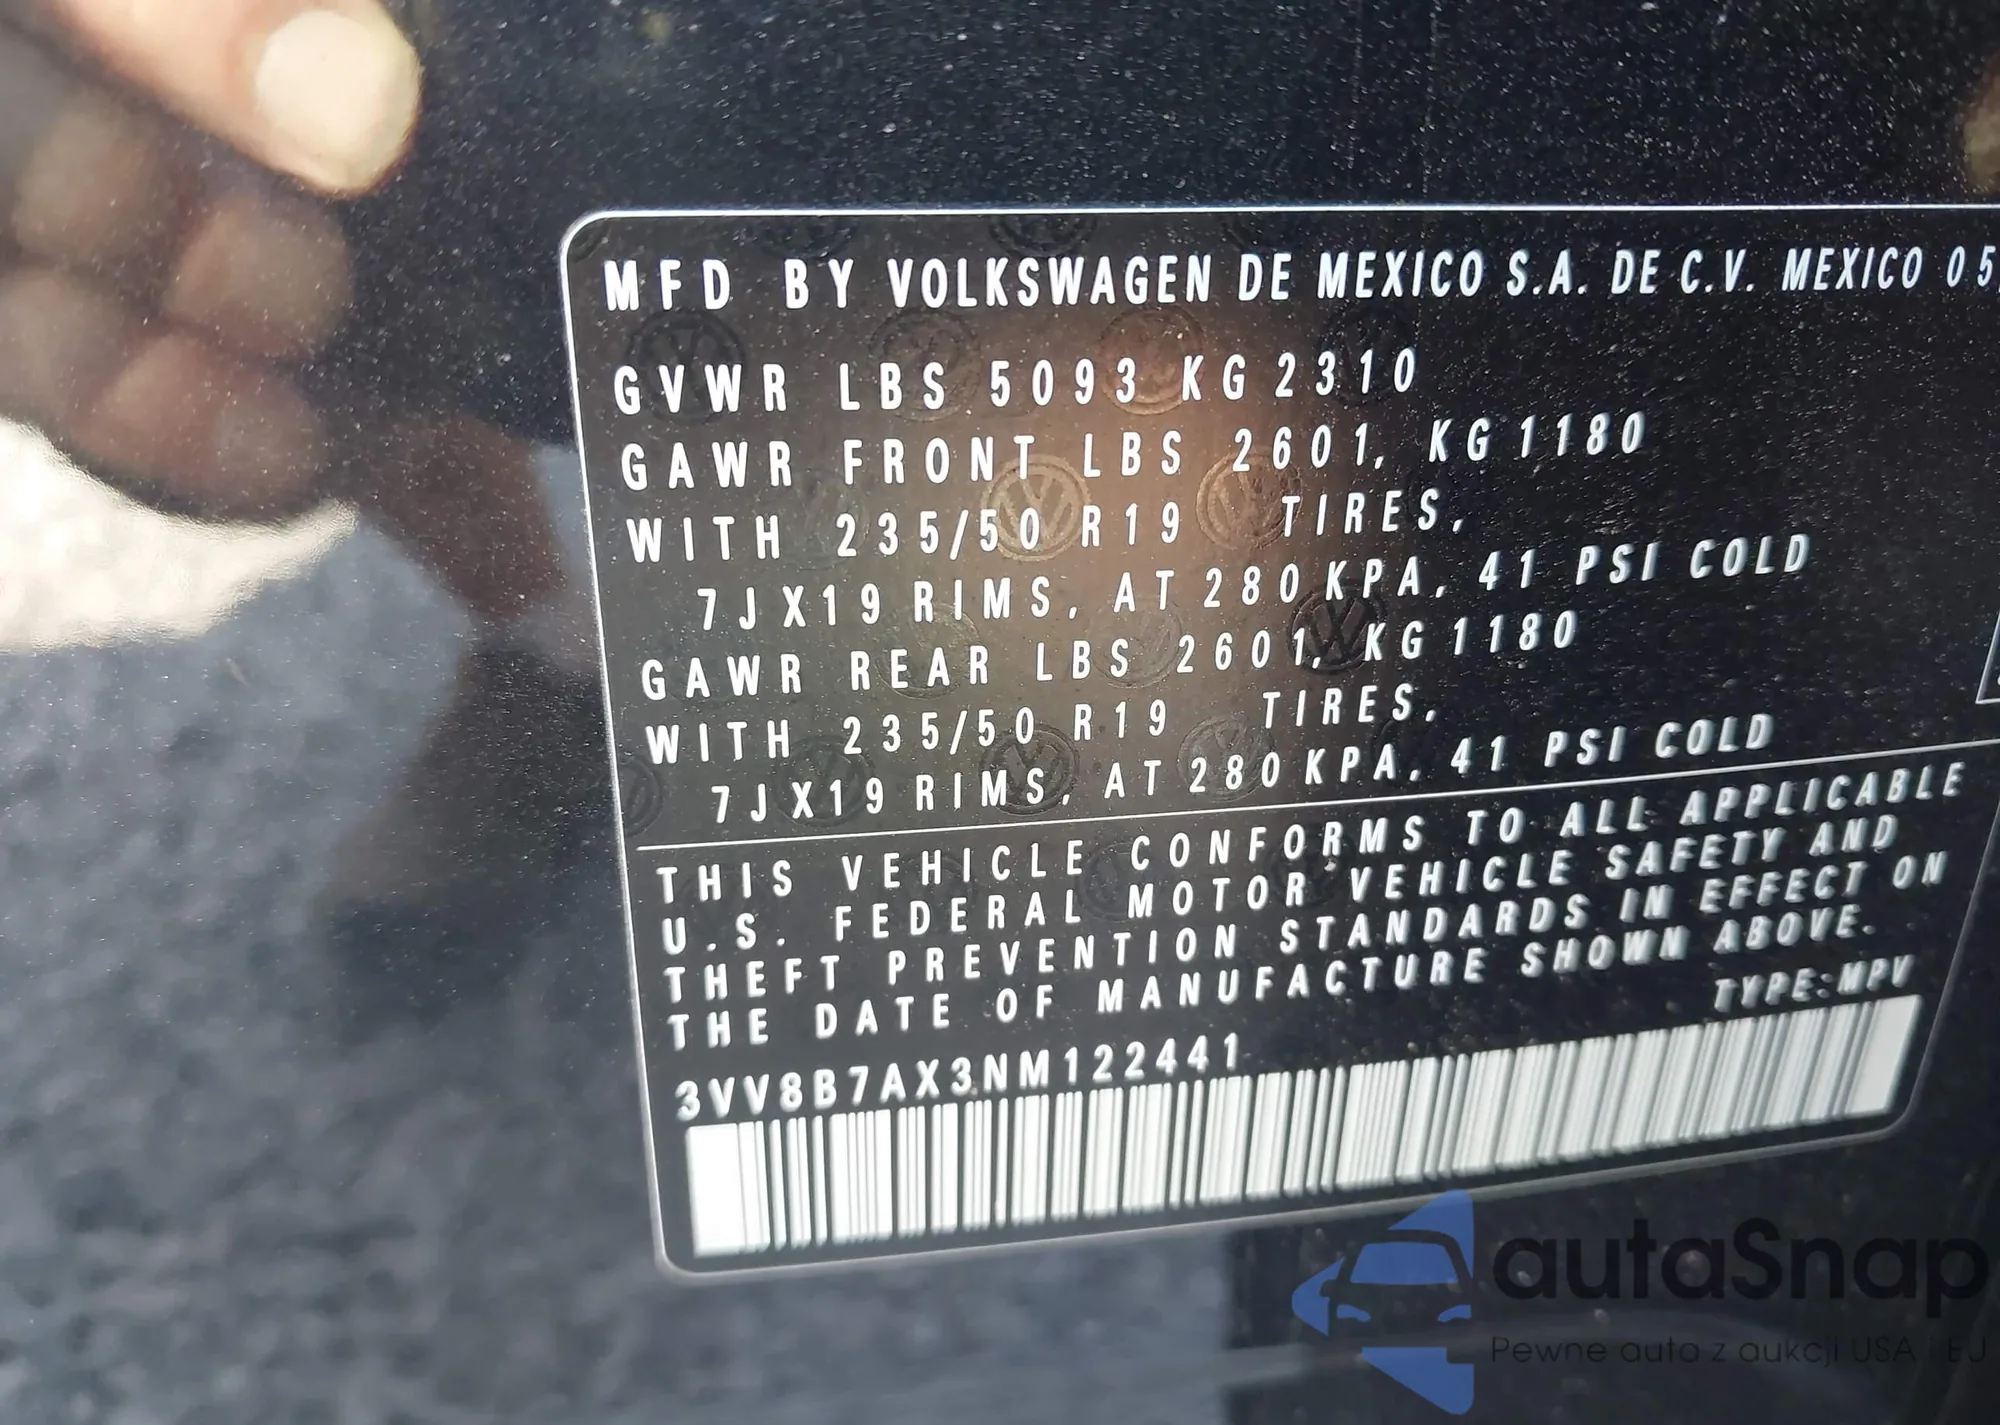 MFD BY VOLKSWAGEN DE MEXICO S.A. DE C.V. MEXICO 05
GVWR LBS 5093 KG 2310
GAWR FRONT LBS 2601, KG 1180
WITH 235/50 R19 TIRES,
7JX19 RIMS, AT 280 KPA, 41 PSI COLD
GAWR REAR LBS 2601, KG 1180
WITH 235/50 R19 TIRES,
7JX19 RIMS, AT 280 KPA, 41 PSI COLD
THIS VEHICLE CONFORMS TO ALL APPLICABLE
U.S. FEDERAL MOTOR VEHICLE SAFETY AND
THEFT PREVENTION STANDARDS IN EFFECT ON
THE DATE OF MANUFACTURE SHOWN ABOVE.
TYPE: MPV
3VV8B7AX3NM122441
autaSnap
Pewne auta z aukcji USA i EU